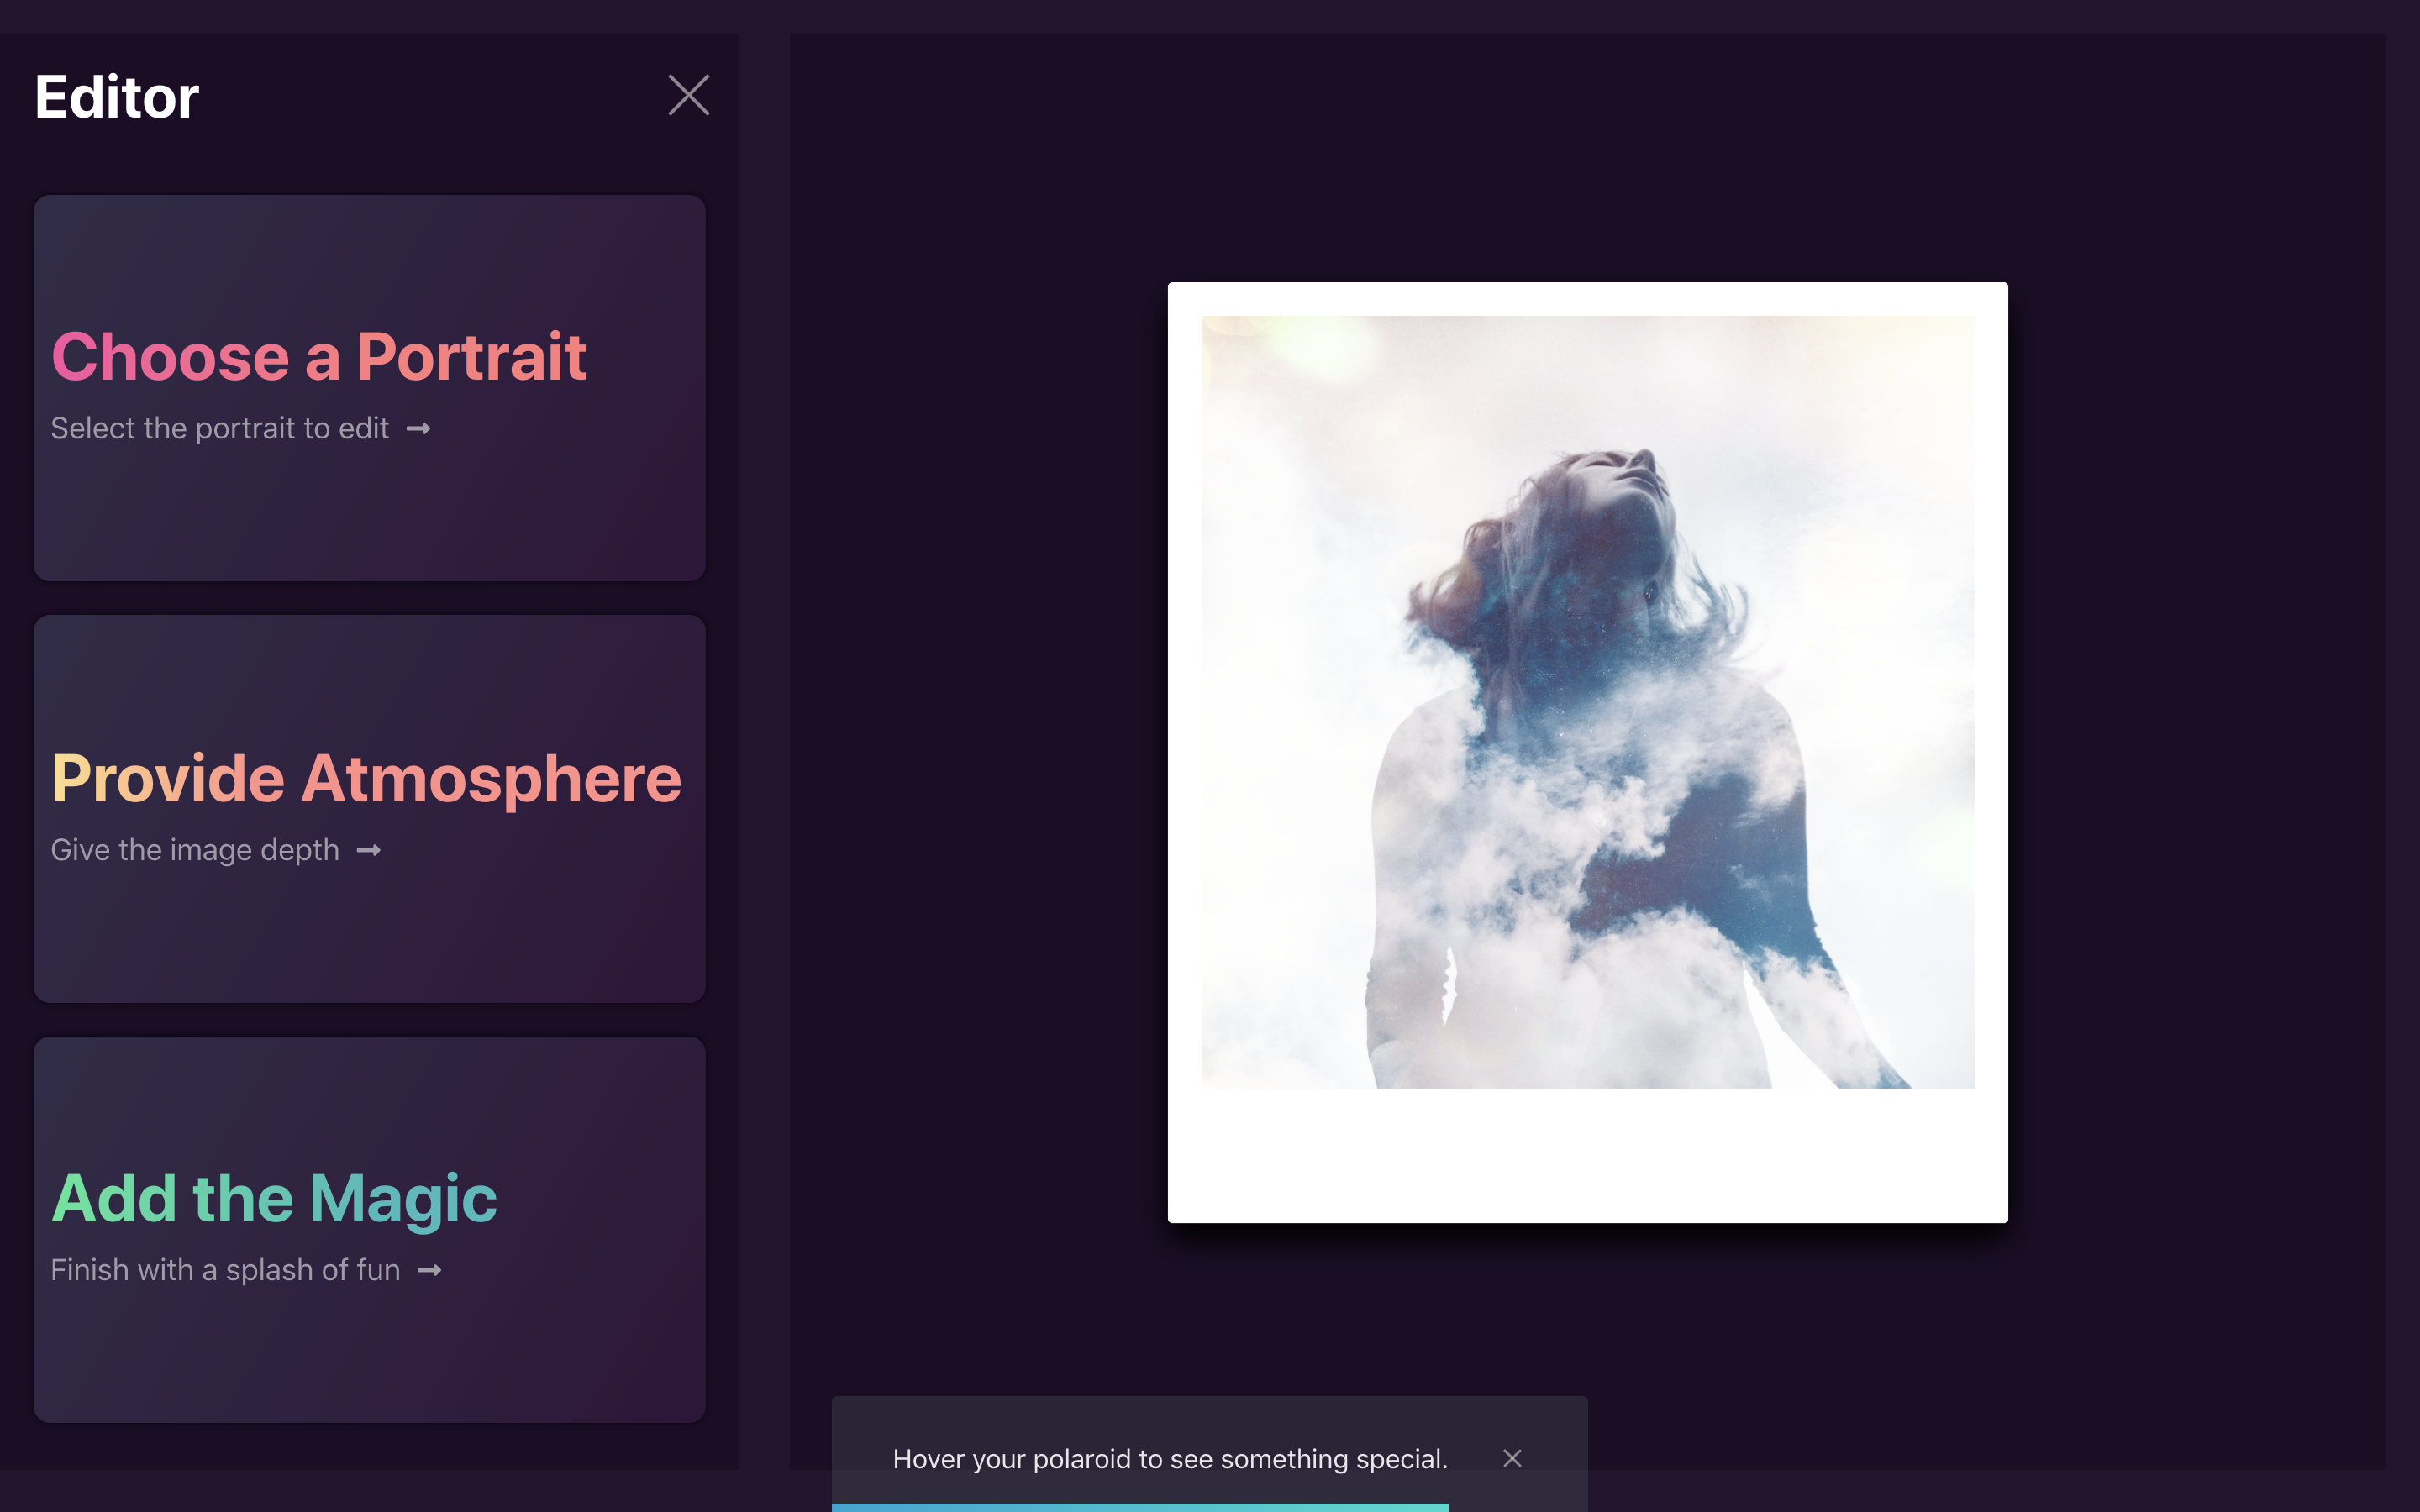 Editor
Choose a Portrait
Select the portrait to edit
Provide Atmosphere
Give the image depth
Add the Magic
Finish with a splash of fun
Hover your polaroid to see something special.